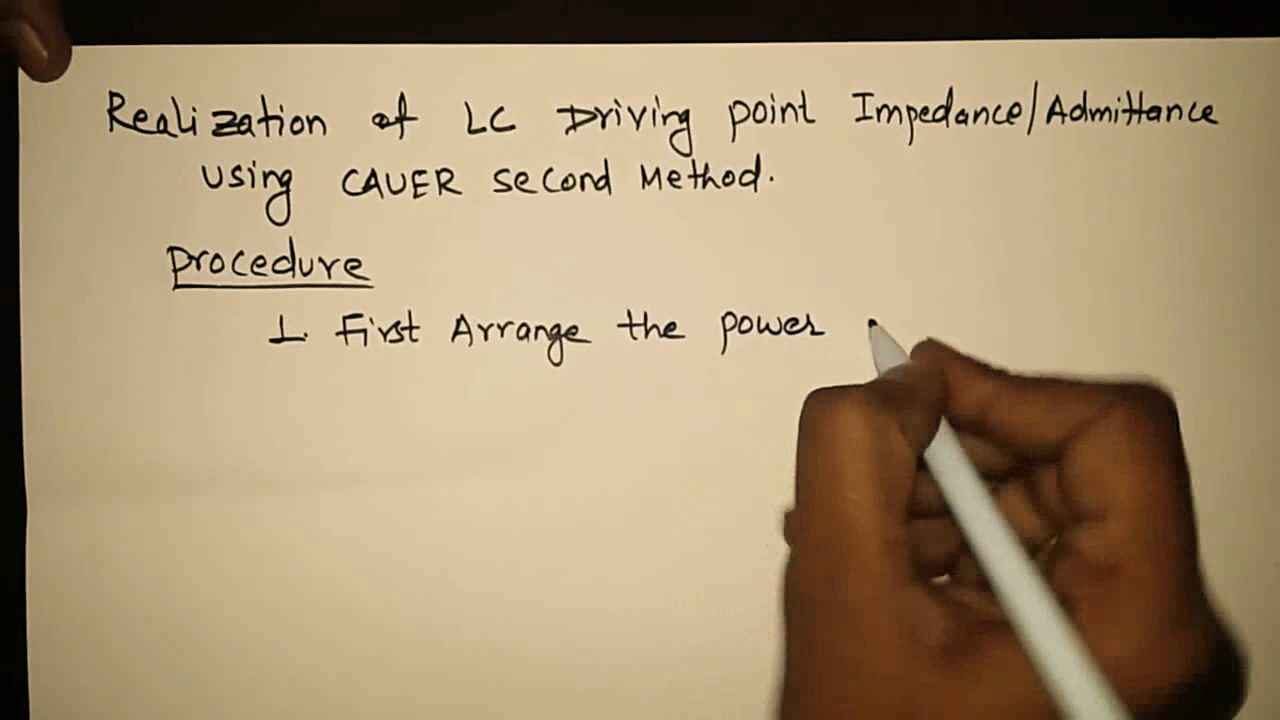 Realization of LC Driving point Impedance/Admittance
using CAUER second Method.
Procedure
1. First Arrange the power